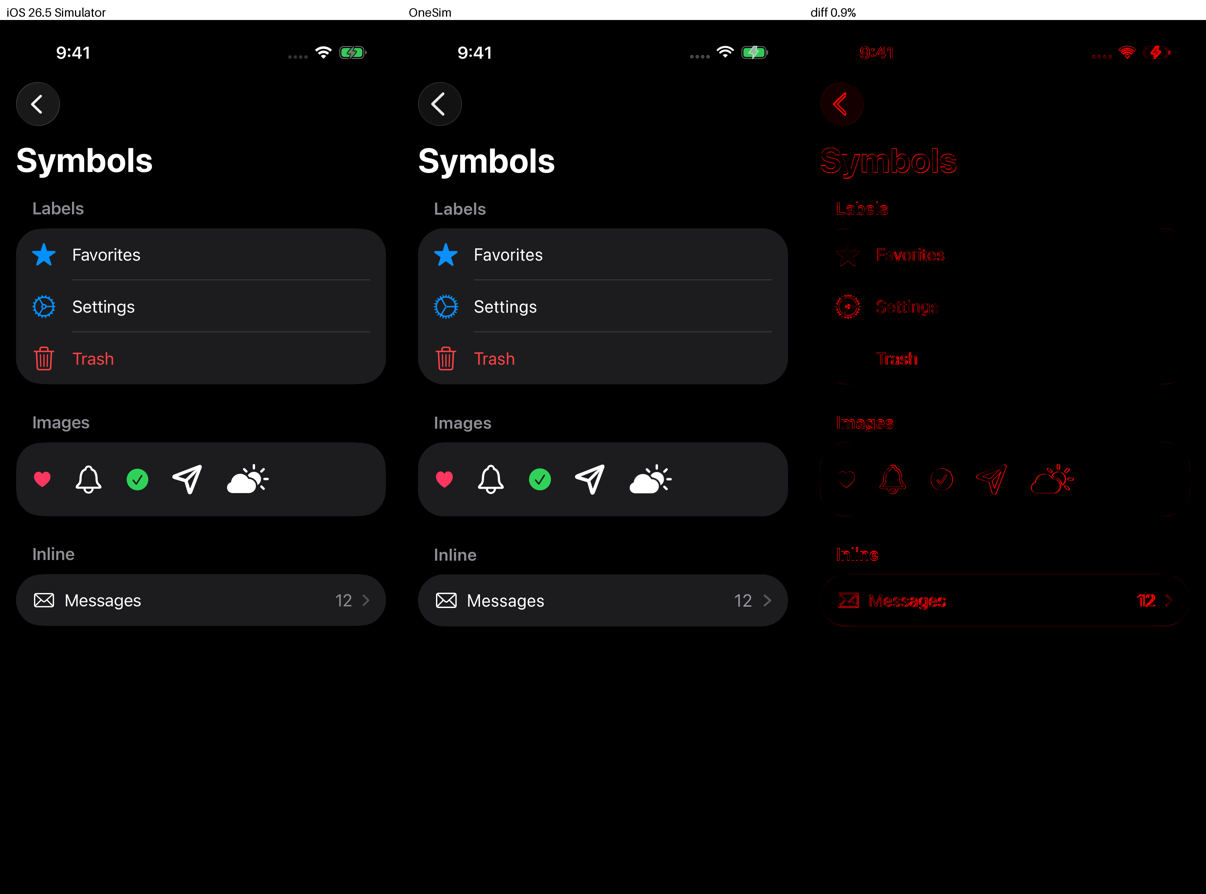 iOS 26.5 Simulator
9:41
Symbols
Labels
Favorites
Settings
Trash
Images
Inline
Messages 12
OneSim
9:41
Symbols
Labels
Favorites
Settings
Trash
Images
Inline
Messages 12
diff 0.9%
9:41
Symbols
Labels
Favorites
Settings
Trash
Images
Inline
Messages 12